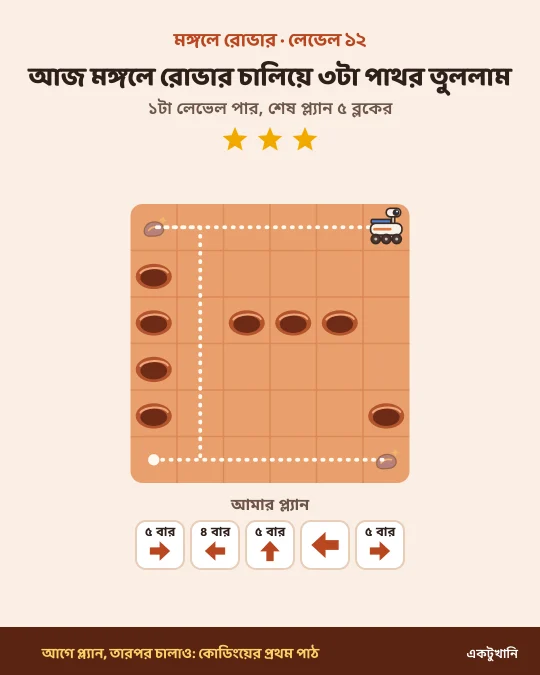 মঙ্গলে রোভার · লেভেল ১২
আজ মঙ্গলে রোভার চালিয়ে ৩টা পাথর তুললাম
১টা লেভেল পার, শেষ প্ল্যান ৫ ব্লকের
আমার প্ল্যান
৫ বার ৪ বার ৫ বার ৫ বার
আগে প্ল্যান, তারপর চালাও: কোডিংয়ের প্রথম পাঠ
একটুখানি